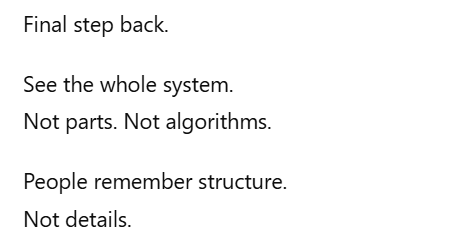 Final step back.
See the whole system.
Not parts. Not algorithms.
People remember structure.
Not details.